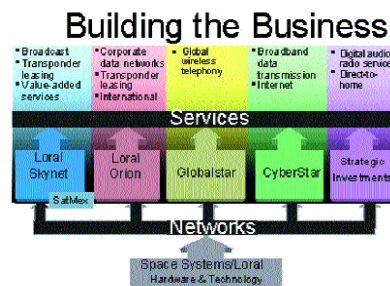 Building the Business
• Broadcast
• Transponder
leasing
• Value-added
services
• Corporate
data networks
• Transponder
leasing
• International
• Global
wireless
telephony
• Broadband
data
transmission
• Internet
• Digital audio
radio service
• Direct-to-
home
Services
Loral
Skynet
SatMex
Loral
Orion
Globalstar
CyberStar
Strategic
Investments
Networks
Space Systems/Loral
Hardware & Technology